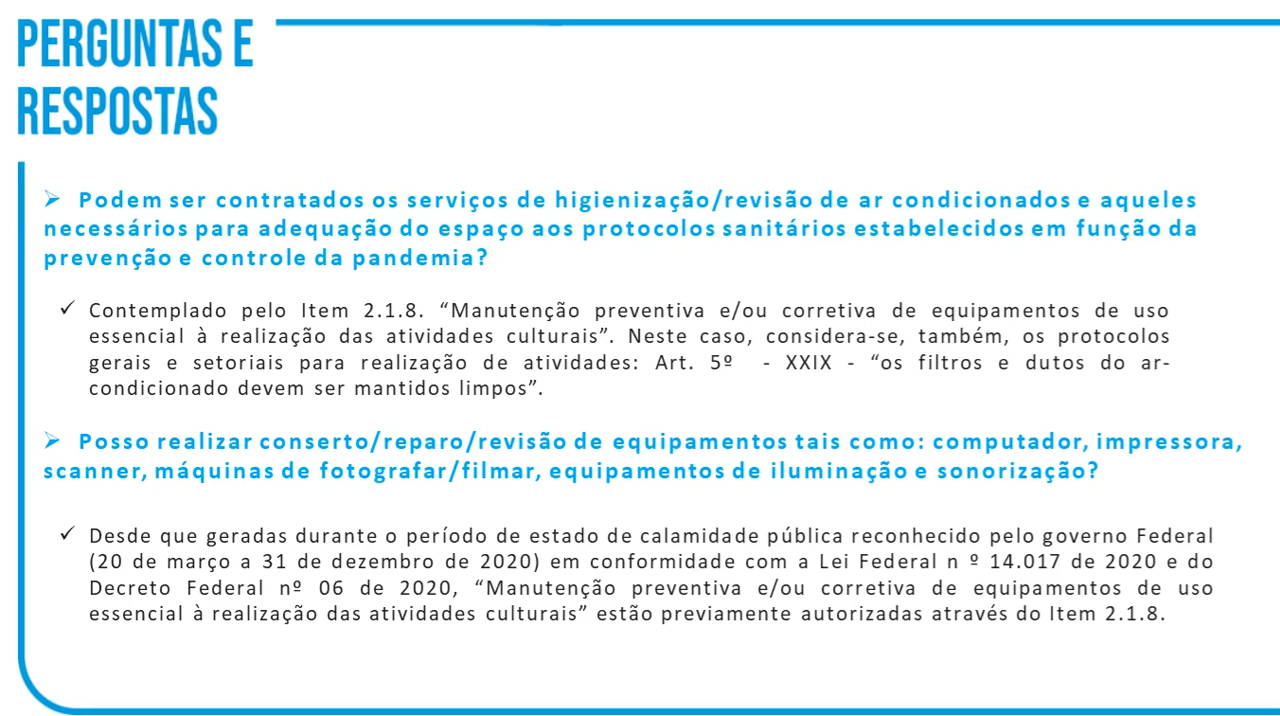 PERGUNTAS E
RESPOSTAS
➢ Podem ser contratados os serviços de higienização/revisão de ar condicionados e aqueles
necessários para adequação do espaço aos protocolos sanitários estabelecidos em função da
prevenção e controle da pandemia?
✓ Contemplado pelo Item 2.1.8. “Manutenção preventiva e/ou corretiva de equipamentos de uso
essencial à realização das atividades culturais”. Neste caso, considera-se, também, os protocolos
gerais e setoriais para realização de atividades: Art. 5º - XXIX - “os filtros e dutos do ar-
condicionado devem ser mantidos limpos”.
➢ Posso realizar conserto/reparo/revisão de equipamentos tais como: computador, impressora,
scanner, máquinas de fotografar/filmar, equipamentos de iluminação e sonorização?
✓ Desde que geradas durante o período de estado de calamidade pública reconhecido pelo governo Federal
(20 de março a 31 de dezembro de 2020) em conformidade com a Lei Federal n º 14.017 de 2020 e do
Decreto Federal nº 06 de 2020, “Manutenção preventiva e/ou corretiva de equipamentos de uso
essencial à realização das atividades culturais” estão previamente autorizadas através do Item 2.1.8.